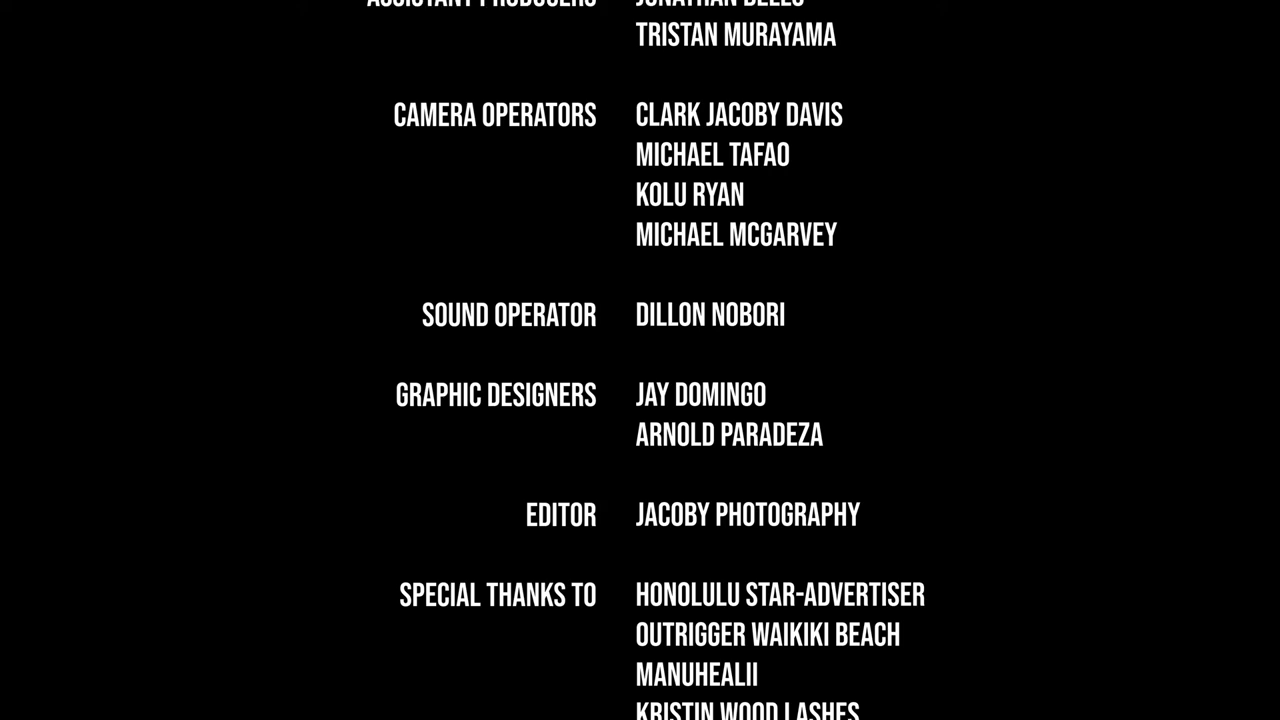 ASSISTANT PRODUCERS JONATHAN BELLO
TRISTAN MURAYAMA
CAMERA OPERATORS CLARK JACOBY DAVIS
MICHAEL TAFAO
KOLU RYAN
MICHAEL MCGARVEY
SOUND OPERATOR DILLON NOBORI
GRAPHIC DESIGNERS JAY DOMINGO
ARNOLD PARADEZA
EDITOR JACOBY PHOTOGRAPHY
SPECIAL THANKS TO HONOLULU STAR-ADVERTISER
OUTRIGGER WAIKIKI BEACH
MANUHEALII
KRISTIN WOOD LASHES